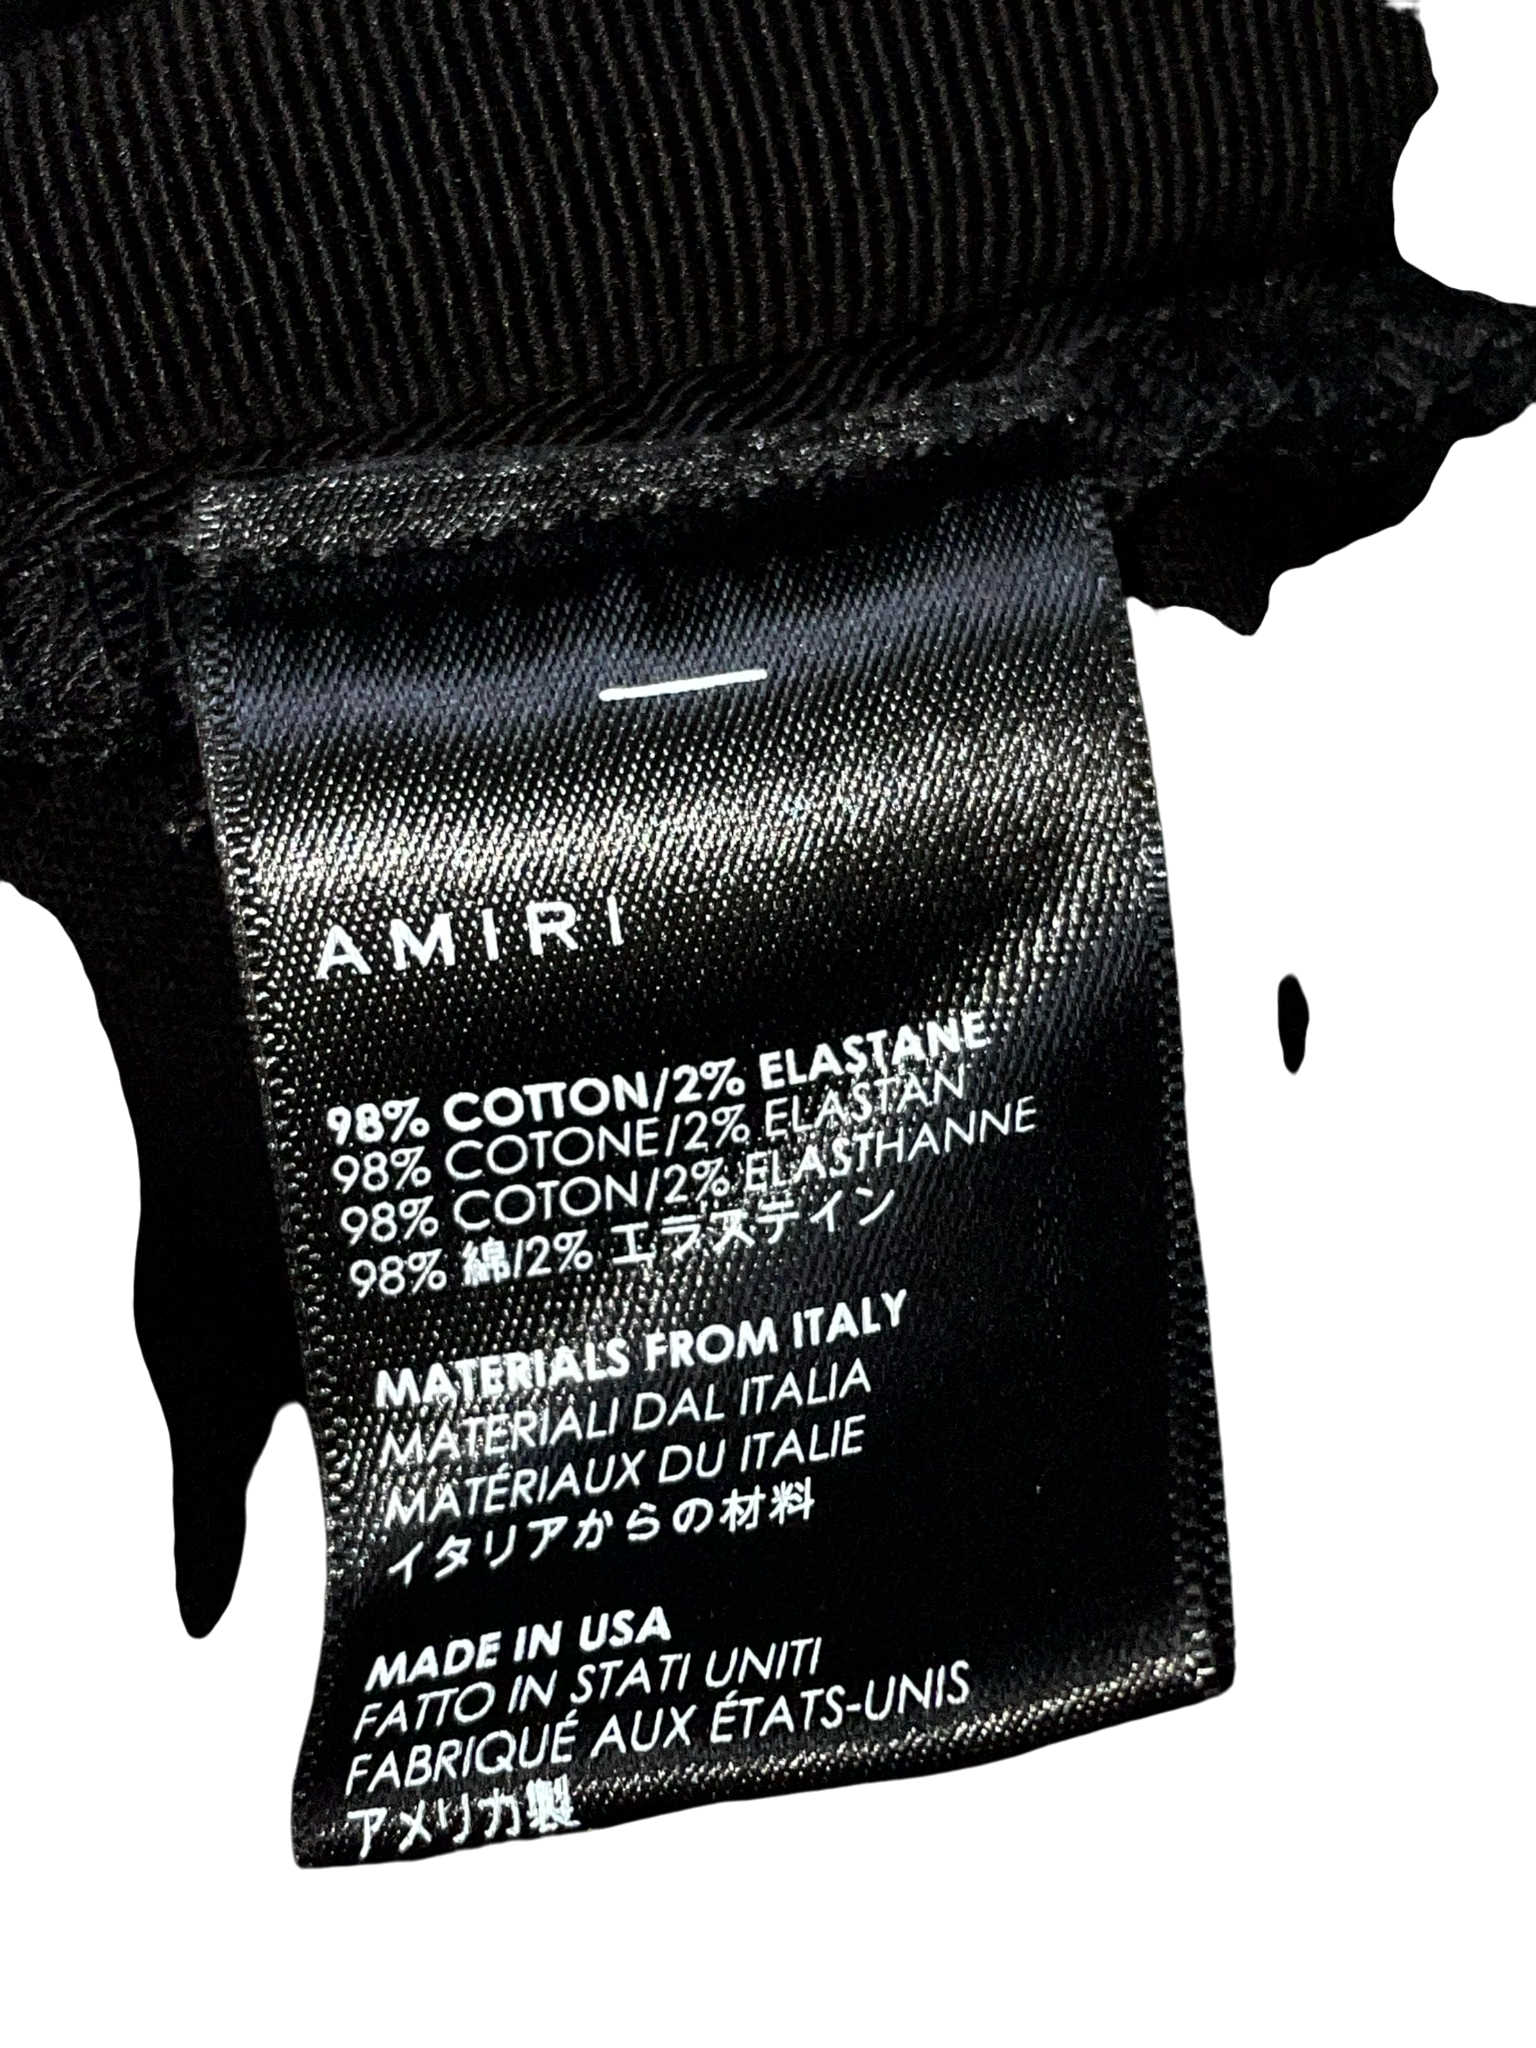 AMIRI
98% COTTON/2% ELASTANE
98% COTONE/2% ELASTAN
98% COTON/2% ELASTHANNE
98% 綿/2% エラスティン
MATERIALS FROM ITALY
MATERIALI DAL ITALIA
MATÉRIAUX DU ITALIE
イタリアからの材料
MADE IN USA
FATTO IN STATI UNITI
FABRIQUÉ AUX ÉTATS-UNIS
アメリカ製